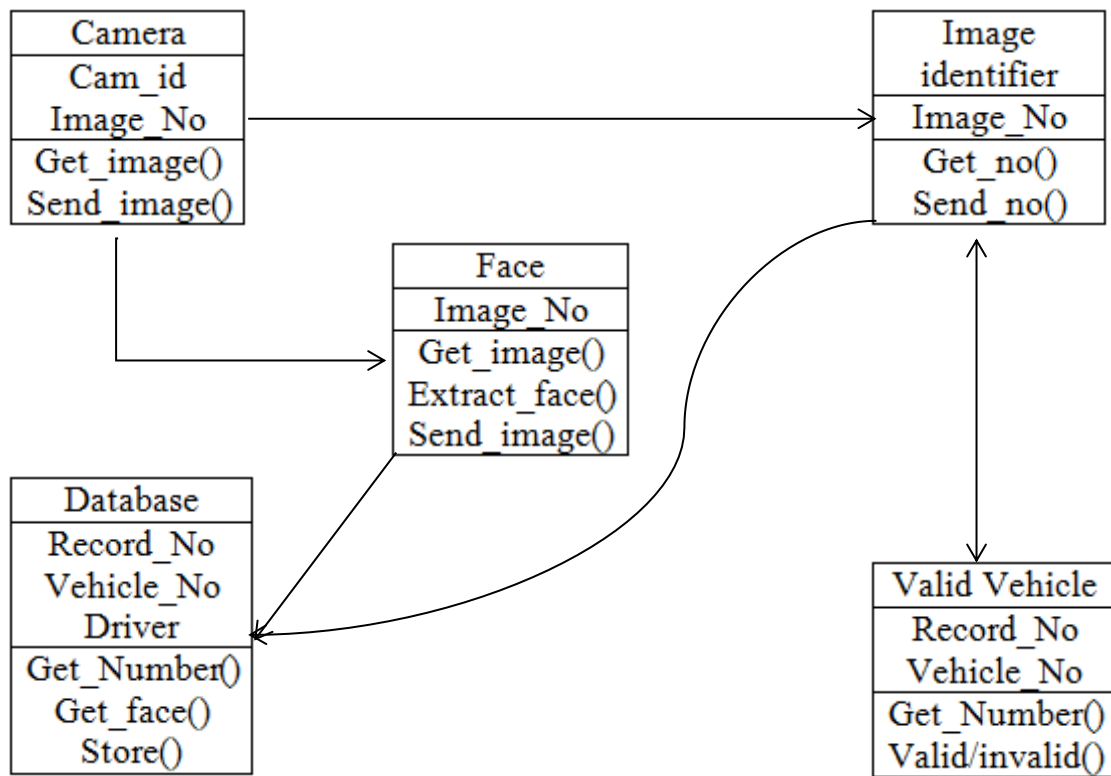 Camera
Cam_id
Image_No
Get_image()
Send_image()
Image
identifier
Image_No
Get_no()
Send_no()
Face
Image_No
Get_image()
Extract_face()
Send_image()
Database
Record_No
Vehicle_No
Driver
Get_Number()
Get_face()
Store()
Valid Vehicle
Record_No
Vehicle_No
Get_Number()
Valid/invalid()